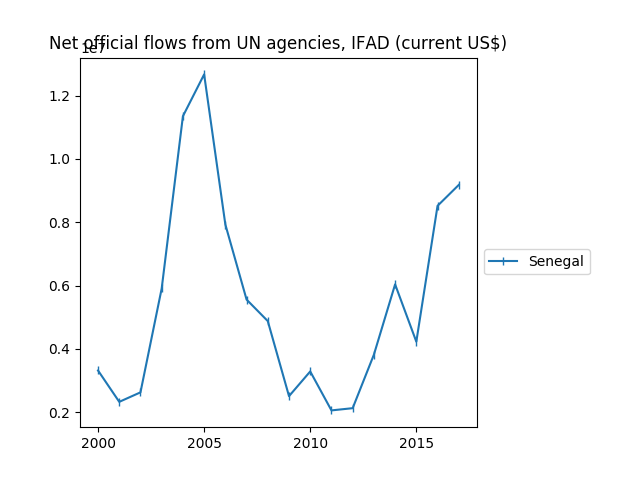 Net official flows from UN agencies, IFAD (current US$)
1e7
1.2
1.0
0.8
0.6
0.4
0.2
2000 2005 2010 2015
Senegal